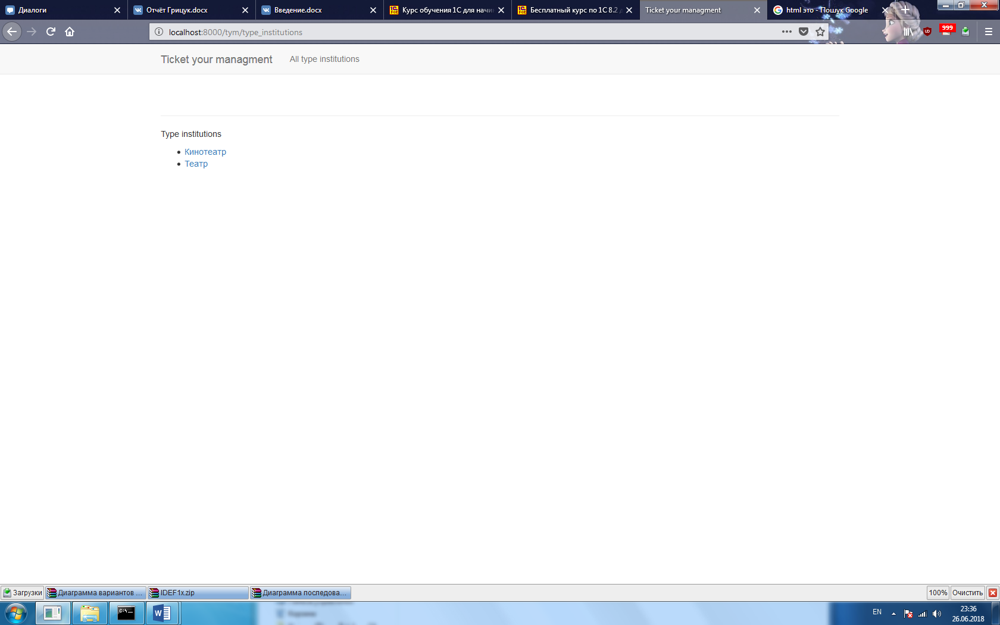 Диалоги
Отчёт Грицук.docx
Введение.docx
Курс обучения 1С для начи
Бесплатный курс по 1С 8.2 д
Ticket your managment
html это - Пошук Google
localhost:8000/tym/type_institutions
UD
999
Ticket your managment
All type institutions
Type institutions
Кинотеатр
Театр
Загрузки
Диаграмма вариантов ...
IDEF1x.zip
Диаграмма последова...
100%
Очистить
EN
23:36
26.06.2018